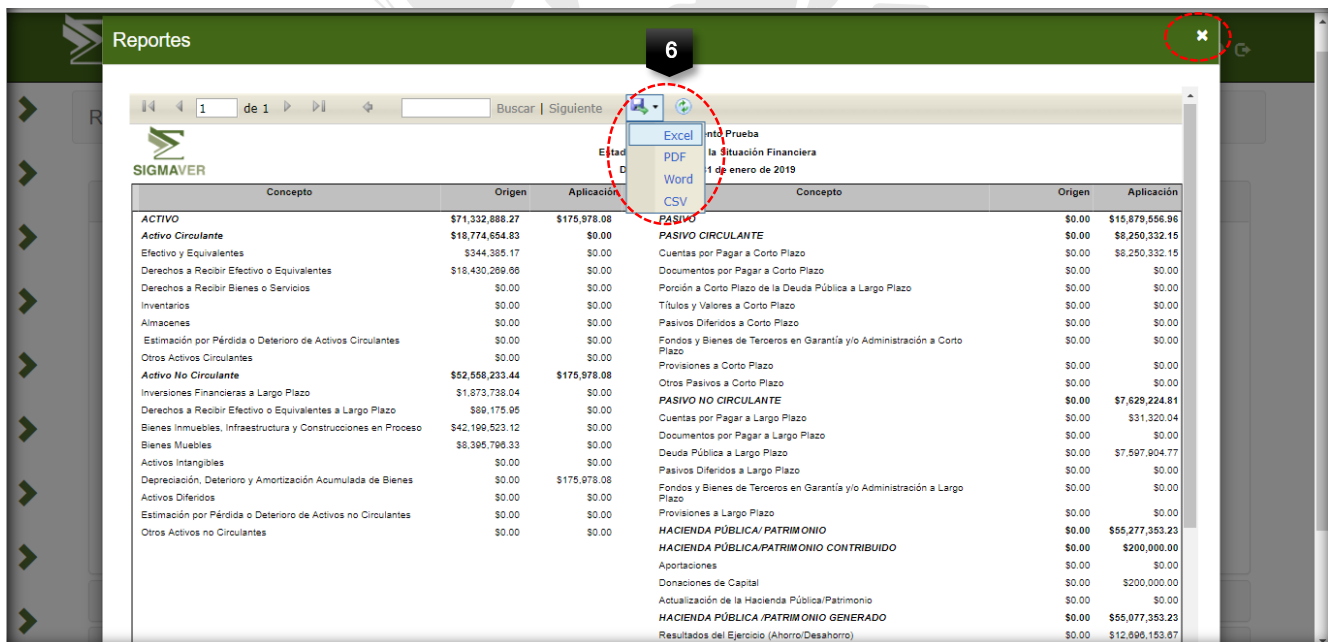 Reportes
6
1 de 1 Buscar | Siguiente
Excel
PDF
Word
CSV
SIGMAVER
nto Prueba
Estad la Situación Financiera
D 1 de enero de 2019
Concepto Origen Aplicación Concepto Origen Aplicación
ACTIVO $71,332,888.27 $175,978.08 PASIVO $0.00 $15,879,556.96
Activo Circulante $18,774,654.83 $0.00 PASIVO CIRCULANTE $0.00 $8,250,332.15
Efectivo y Equivalentes $344,385.17 $0.00 Cuentas por Pagar a Corto Plazo $0.00 $8,250,332.15
Derechos a Recibir Efectivo o Equivalentes $18,430,269.66 $0.00 Documentos por Pagar a Corto Plazo $0.00 $0.00
Derechos a Recibir Bienes o Servicios $0.00 $0.00 Porción a Corto Plazo de la Deuda Pública a Largo Plazo $0.00 $0.00
Inventarios $0.00 $0.00 Títulos y Valores a Corto Plazo $0.00 $0.00
Almacenes $0.00 $0.00 Pasivos Diferidos a Corto Plazo $0.00 $0.00
Estimación por Pérdida o Deterioro de Activos Circulantes $0.00 $0.00 Fondos y Bienes de Terceros en Garantía y/o Administración a Corto $0.00 $0.00
Plazo
Otros Activos Circulantes $0.00 $0.00 Provisiones a Corto Plazo $0.00 $0.00
Activo No Circulante $52,558,233.44 $175,978.08 Otros Pasivos a Corto Plazo $0.00 $0.00
Inversiones Financieras a Largo Plazo $1,873,738.04 $0.00 PASIVO NO CIRCULANTE $0.00 $7,629,224.81
Derechos a Recibir Efectivo o Equivalentes a Largo Plazo $89,175.95 $0.00 Cuentas por Pagar a Largo Plazo $0.00 $31,320.04
Bienes Inmuebles, Infraestructura y Construcciones en Proceso $42,199,523.12 $0.00 Documentos por Pagar a Largo Plazo $0.00 $0.00
Bienes Muebles $8,395,796.33 $0.00 Deuda Pública a Largo Plazo $0.00 $7,597,904.77
Activos Intangibles $0.00 $0.00 Pasivos Diferidos a Largo Plazo $0.00 $0.00
Depreciación, Deterioro y Amortización Acumulada de Bienes $0.00 $175,978.08 Fondos y Bienes de Terceros en Garantía y/o Administración a Largo $0.00 $0.00
Plazo
Activos Diferidos $0.00 $0.00
Estimación por Pérdida o Deterioro de Activos no Circulantes $0.00 $0.00 Provisiones a Largo Plazo $0.00 $0.00
Otros Activos no Circulantes $0.00 $0.00 HACIENDA PÚBLICA/ PATRIMONIO $0.00 $55,277,353.23
HACIENDA PÚBLICA/PATRIMONIO CONTRIBUIDO $0.00 $200,000.00
Aportaciones $0.00 $0.00
Donaciones de Capital $0.00 $200,000.00
Actualización de la Hacienda Pública/Patrimonio $0.00 $0.00
HACIENDA PÚBLICA /PATRIMONIO GENERADO $0.00 $55,077,353.23
Resultados del Ejercicio (Ahorro/Desahorro) $0.00 $12,696,153.67